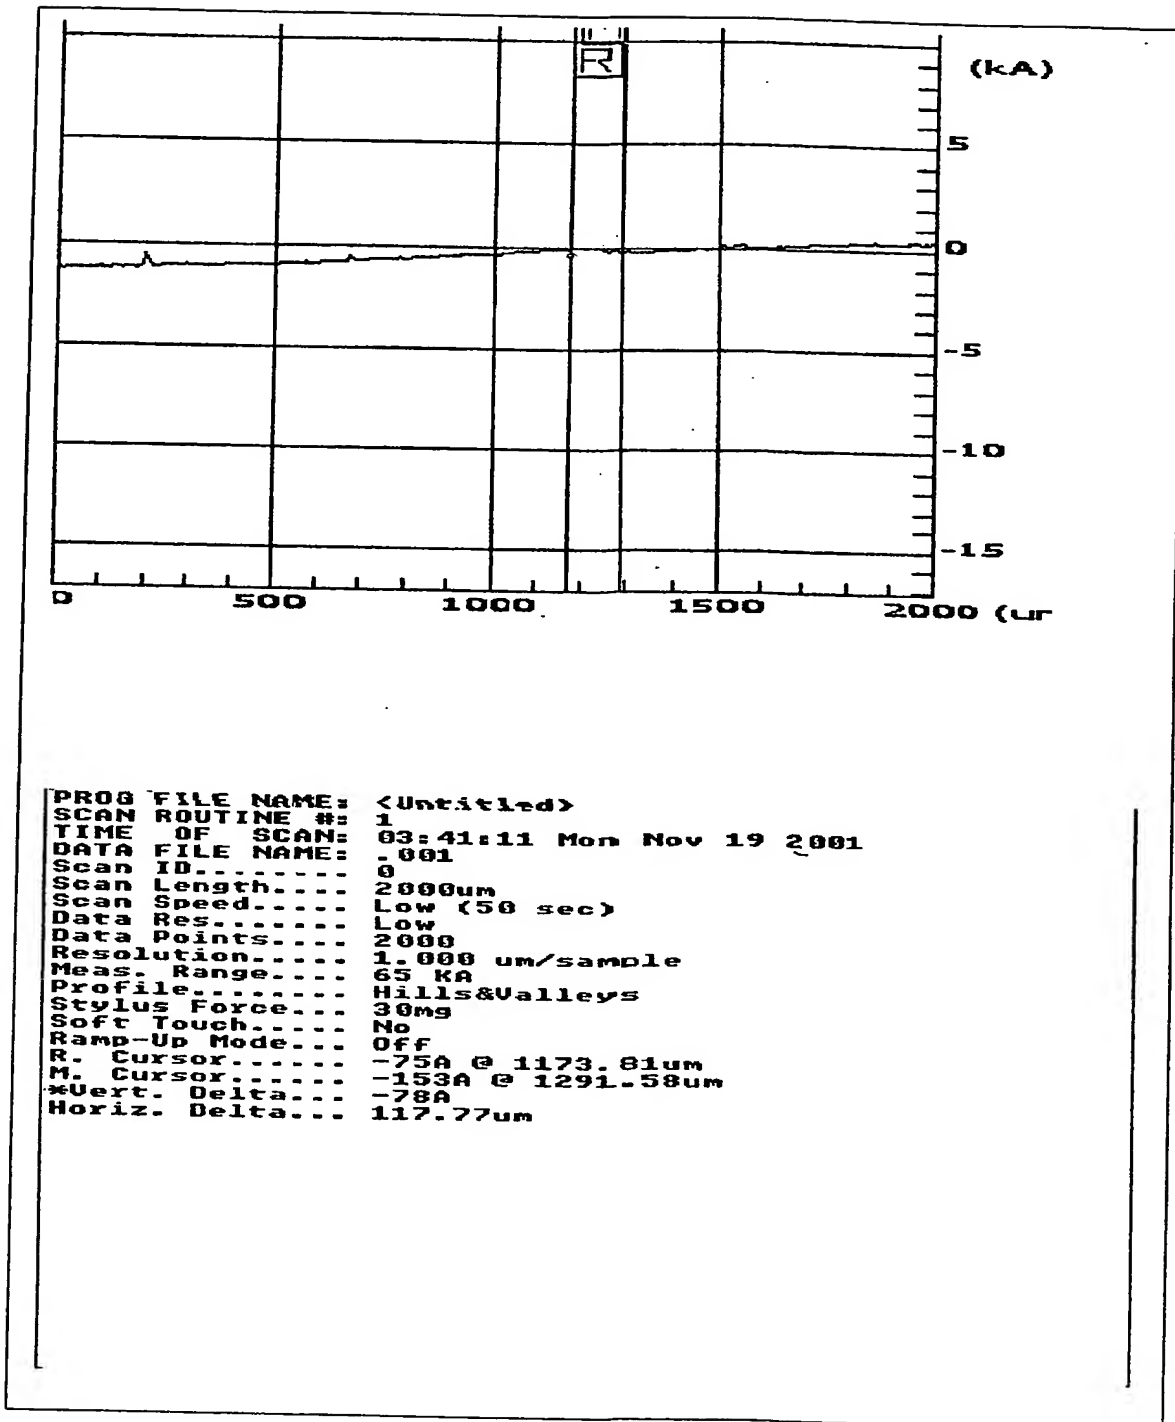 R
(kA)
5
0
-5
-10
-15
0 500 1000 1500 2000 (ur
PROG FILE NAME: <Untitled>
SCAN ROUTINE #: 1
TIME OF SCAN: 03:41:11 Mon Nov 19 2001
DATA FILE NAME: .001
Scan ID........ 0
Scan Length.... 2000um
Scan Speed..... Low (50 sec)
Data Res....... Low
Data Points.... 2000
Resolution..... 1.000 um/sample
Meas. Range.... 65 KA
Profile........ Hills&Valleys
Stylus Force... 30mg
Soft Touch..... No
Ramp-Up Mode... Off
R. Cursor...... -75A @ 1173.81um
M. Cursor...... -153A @ 1291.58um
*Vert. Delta... -78A
Horiz. Delta... 117.77um